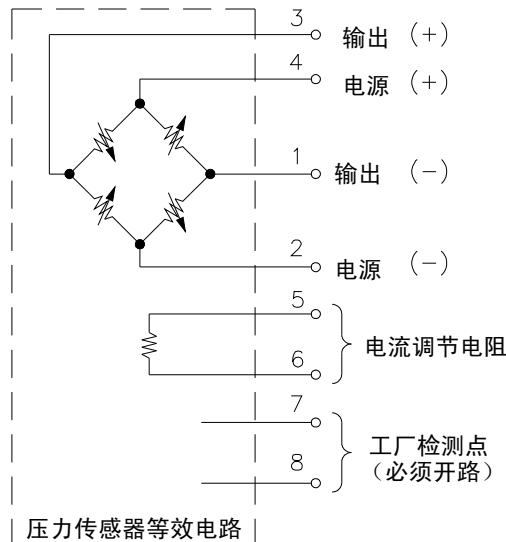 3 输出 (+)
4 电源 (+)
1 输出 (-)
2 电源 (-)
5
电流调节电阻
6
7
工厂检测点
(必须开路)
8
压力传感器等效电路